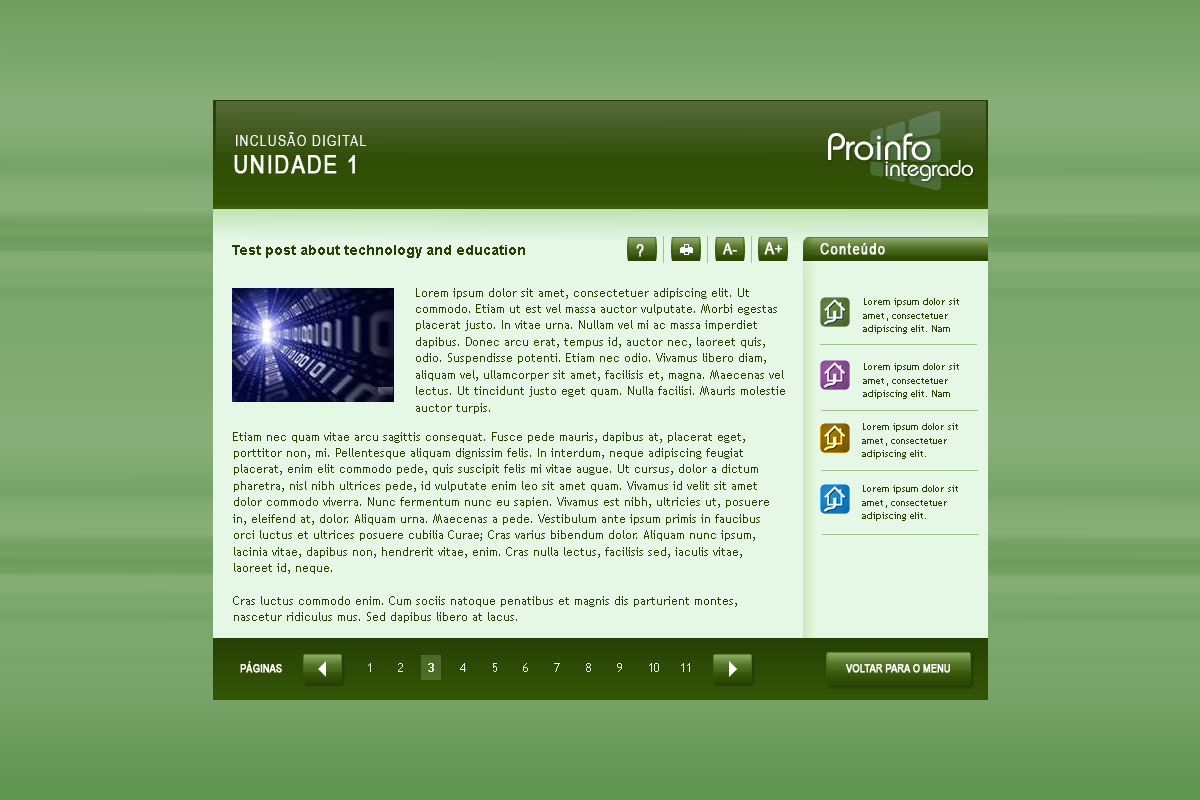 INCLUSÃO DIGITAL
UNIDADE 1
Proinfo
integrado
Test post about technology and education
?
A-
A+
Conteúdo
Lorem ipsum dolor sit amet, consectetuer adipiscing elit. Ut
commodo. Etiam ut est vel massa auctor vulputate. Morbi egestas
placerat justo. In vitae urna. Nullam vel mi ac massa imperdiet
dapibus. Donec arcu erat, tempus id, auctor nec, laoreet quis,
odio. Suspendisse potenti. Etiam nec odio. Vivamus libero diam,
aliquam vel, ullamcorper sit amet, facilisis et, magna. Maecenas vel
lectus. Ut tincidunt justo eget quam. Nulla facilisi. Mauris molestie
auctor turpis.
Etiam nec quam vitae arcu sagittis consequat. Fusce pede mauris, dapibus at, placerat eget,
porttitor non, mi. Pellentesque aliquam dignissim felis. In interdum, neque adipiscing feugiat
placerat, enim elit commodo pede, quis suscipit felis mi vitae augue. Ut cursus, dolor a dictum
pharetra, nisl nibh ultrices pede, id vulputate enim leo sit amet quam. Vivamus id velit sit amet
dolor commodo viverra. Nunc fermentum nunc eu sapien. Vivamus est nibh, ultricies ut, posuere
in, eleifend at, dolor. Aliquam urna. Maecenas a pede. Vestibulum ante ipsum primis in faucibus
orci luctus et ultrices posuere cubilia Curae; Cras varius bibendum dolor. Aliquam nunc ipsum,
lacinia vitae, dapibus non, hendrerit vitae, enim. Cras nulla lectus, facilisis sed, iaculis vitae,
laoreet id, neque.
Cras luctus commodo enim. Cum sociis natoque penatibus et magnis dis parturient montes,
nascetur ridiculus mus. Sed dapibus libero at lacus.
Lorem ipsum dolor sit
amet, consectetuer
adipiscing elit. Nam
Lorem ipsum dolor sit
amet, consectetuer
adipiscing elit. Nam
Lorem ipsum dolor sit
amet, consectetuer
adipiscing elit.
Lorem ipsum dolor sit
amet, consectetuer
adipiscing elit.
PÁGINAS 1 2 3 4 5 6 7 8 9 10 11
VOLTAR PARA O MENU